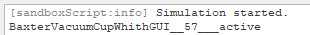 [sandboxScript:info] Simulation started.
BaxterVacuumCupWhithGUI__57___active